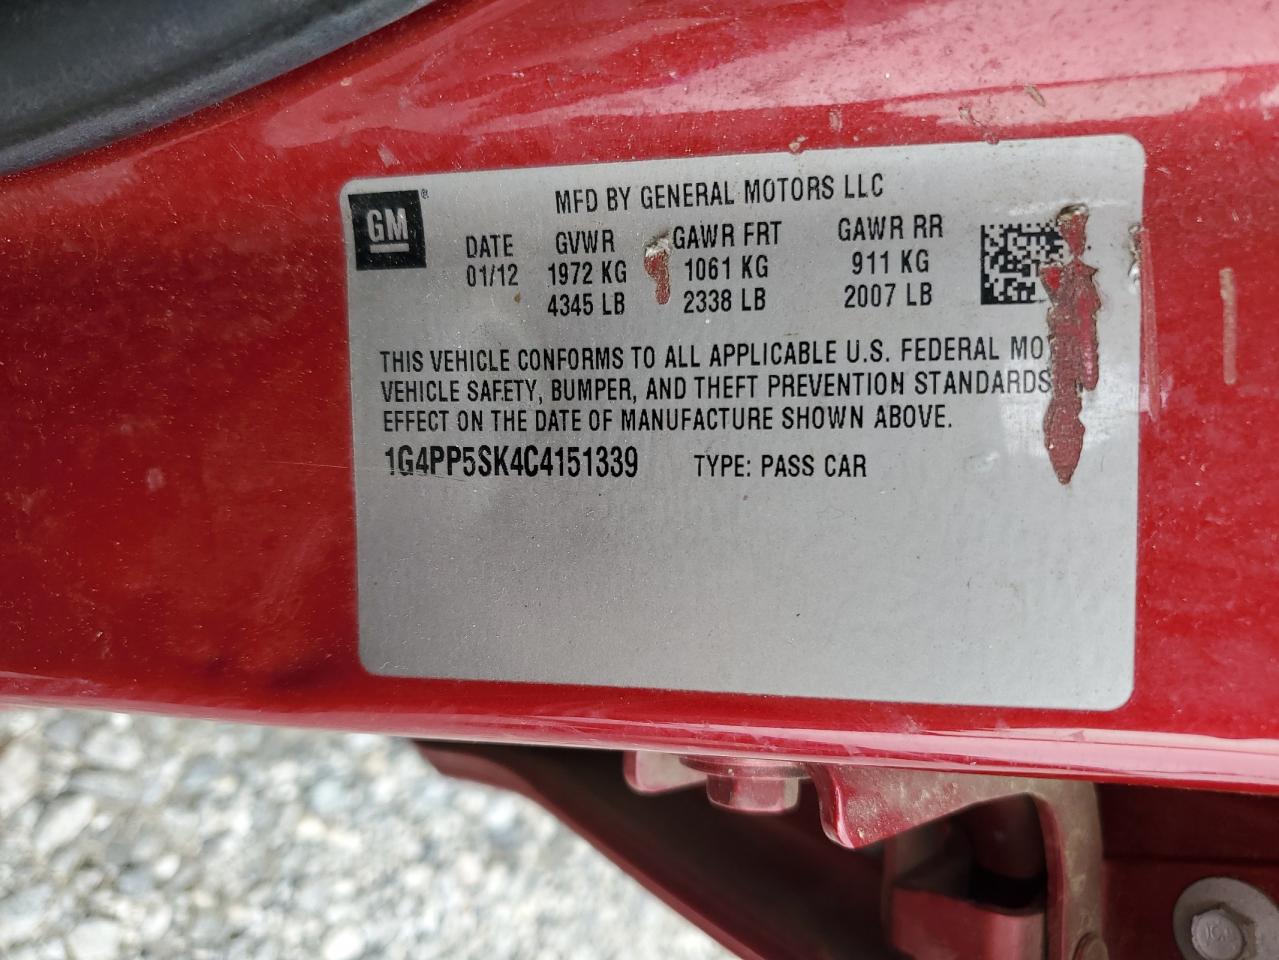 GM®
MFD BY GENERAL MOTORS LLC
DATE GVWR GAWR FRT GAWR RR
01/12 1972 KG 1061 KG 911 KG
4345 LB 2338 LB 2007 LB
THIS VEHICLE CONFORMS TO ALL APPLICABLE U.S. FEDERAL MO
VEHICLE SAFETY, BUMPER, AND THEFT PREVENTION STANDARDS
EFFECT ON THE DATE OF MANUFACTURE SHOWN ABOVE.
1G4PP5SK4C4151339 TYPE: PASS CAR